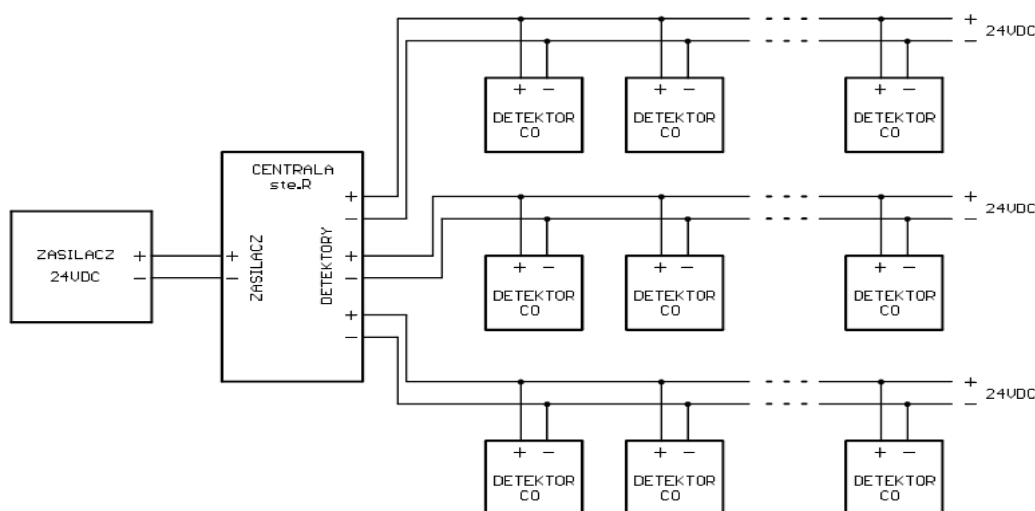 + 24VDC
−
+ − + − + −
DETEKTOR CO DETEKTOR CO DETEKTOR CO
CENTRALA
ste.R
+
−
+ 24VDC
−
ZASILACZ + + ZASILACZ DETEKTORY +
24VDC − − −
+ − + − + −
DETEKTOR CO DETEKTOR CO DETEKTOR CO
+
−
+ 24VDC
−
+ − + − + −
DETEKTOR CO DETEKTOR CO DETEKTOR CO